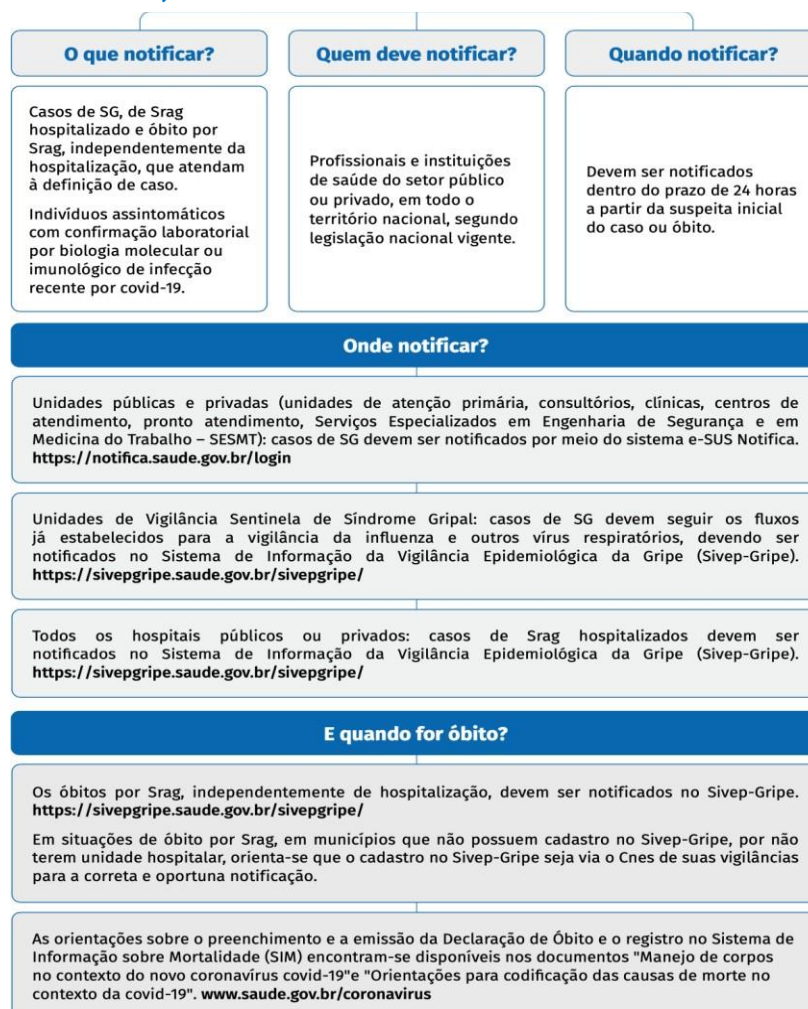 O que notificar?
Casos de SG, de Srag
hospitalizado e óbito por
Srag, independentemente da
hospitalização, que atendam
à definição de caso.
Indivíduos assintomáticos
com confirmação laboratorial
por biologia molecular ou
imunológico de infecção
recente por covid-19.
Quem deve notificar?
Profissionais e instituições
de saúde do setor público
ou privado, em todo o
território nacional, segundo
legislação nacional vigente.
Quando notificar?
Devem ser notificados
dentro do prazo de 24 horas
a partir da suspeita inicial
do caso ou óbito.
Onde notificar?
Unidades públicas e privadas (unidades de atenção primária, consultórios, clínicas, centros de
atendimento, pronto atendimento, Serviços Especializados em Engenharia de Segurança e em
Medicina do Trabalho – SESMT): casos de SG devem ser notificados por meio do sistema e-SUS Notifica.
https://notifica.saude.gov.br/login
Unidades de Vigilância Sentinela de Síndrome Gripal: casos de SG devem seguir os fluxos
já estabelecidos para a vigilância da influenza e outros vírus respiratórios, devendo ser
notificados no Sistema de Informação da Vigilância Epidemiológica da Gripe (Sivep-Gripe).
https://sivepgripe.saude.gov.br/sivepgripe/
Todos os hospitais públicos ou privados: casos de Srag hospitalizados devem ser
notificados no Sistema de Informação da Vigilância Epidemiológica da Gripe (Sivep-Gripe).
https://sivepgripe.saude.gov.br/sivepgripe/
E quando for óbito?
Os óbitos por Srag, independentemente de hospitalização, devem ser notificados no Sivep-Gripe.
https://sivepgripe.saude.gov.br/sivepgripe/
Em situações de óbito por Srag, em municípios que não possuem cadastro no Sivep-Gripe, por não
terem unidade hospitalar, orienta-se que o cadastro no Sivep-Gripe seja via o Cnes de suas vigilâncias
para a correta e oportuna notificação.
As orientações sobre o preenchimento e a emissão da Declaração de Óbito e o registro no Sistema de
Informação sobre Mortalidade (SIM) encontram-se disponíveis nos documentos "Manejo de corpos
no contexto do novo coronavírus covid-19"e "Orientações para codificação das causas de morte no
contexto da covid-19". www.saude.gov.br/coronavirus